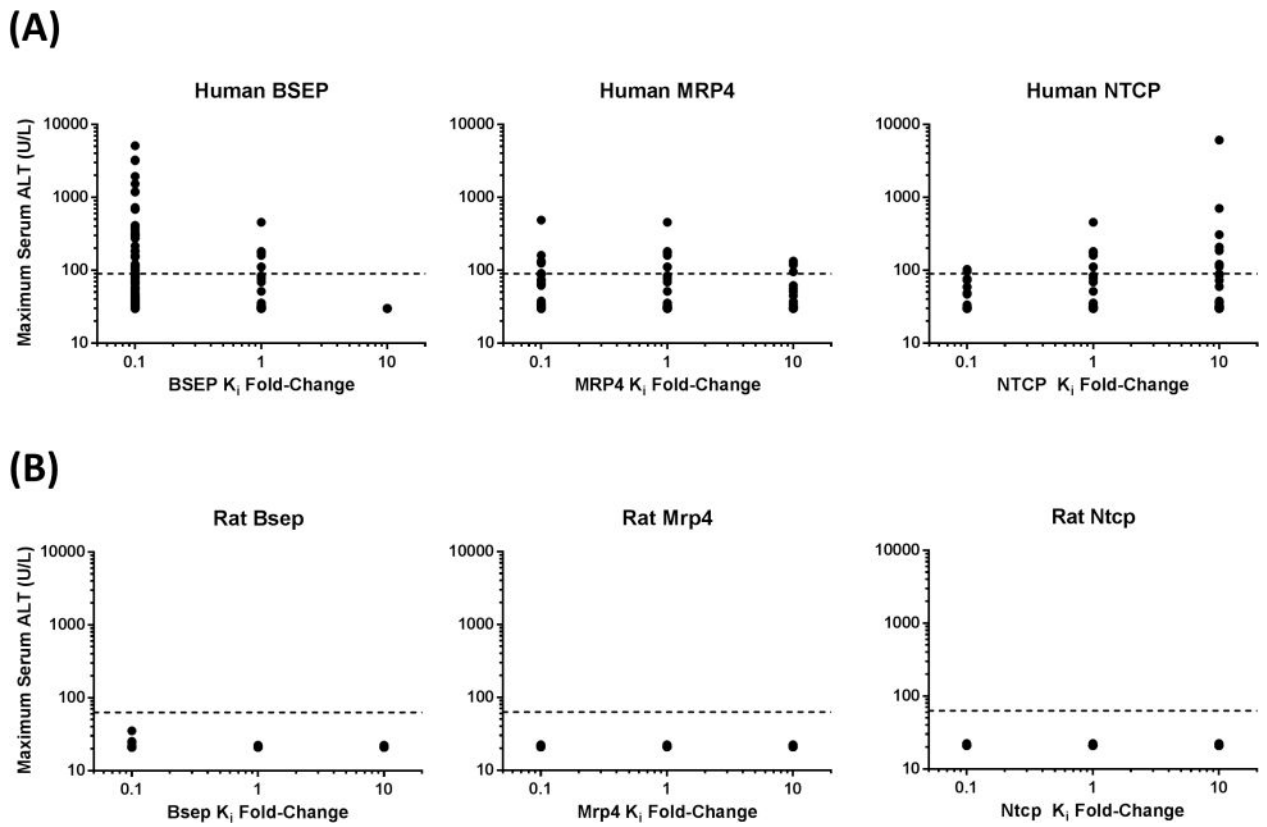 (A)
Human BSEP
Human MRP4
Human NTCP
Maximum Serum ALT (U/L)
10000
1000
100
10
0.1 1 10
BSEP Ki Fold-Change
10000
1000
100
10
0.1 1 10
MRP4 Ki Fold-Change
10000
1000
100
10
0.1 1 10
NTCP Ki Fold-Change
(B)
Rat Bsep
Rat Mrp4
Rat Ntcp
Maximum Serum ALT (U/L)
10000
1000
100
10
0.1 1 10
Bsep Ki Fold-Change
10000
1000
100
10
0.1 1 10
Mrp4 Ki Fold-Change
10000
1000
100
10
0.1 1 10
Ntcp Ki Fold-Change